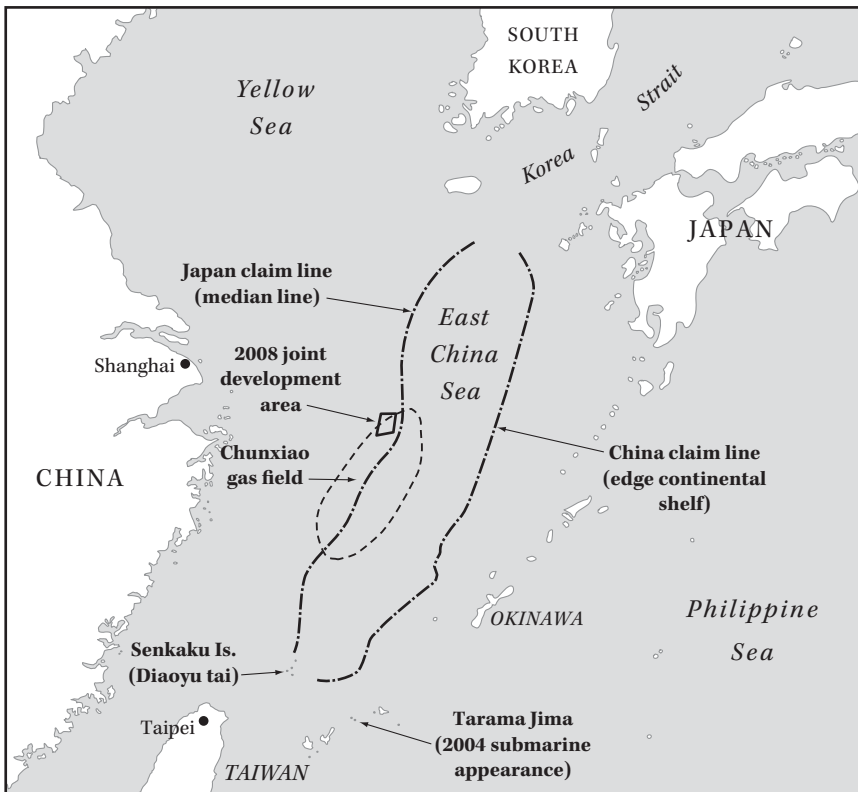 SOUTH
KOREA
Yellow
Sea
Korea
Strait
JAPAN
Japan claim line
(median line)
East
China
Sea
Shanghai
2008 joint
development
area
CHINA
Chunxiao
gas field
China claim line
(edge continental
shelf)
OKINAWA
Philippine
Sea
Senkaku Is.
(Diaoyu tai)
Taipei
TAIWAN
Tarama Jima
(2004 submarine
appearance)